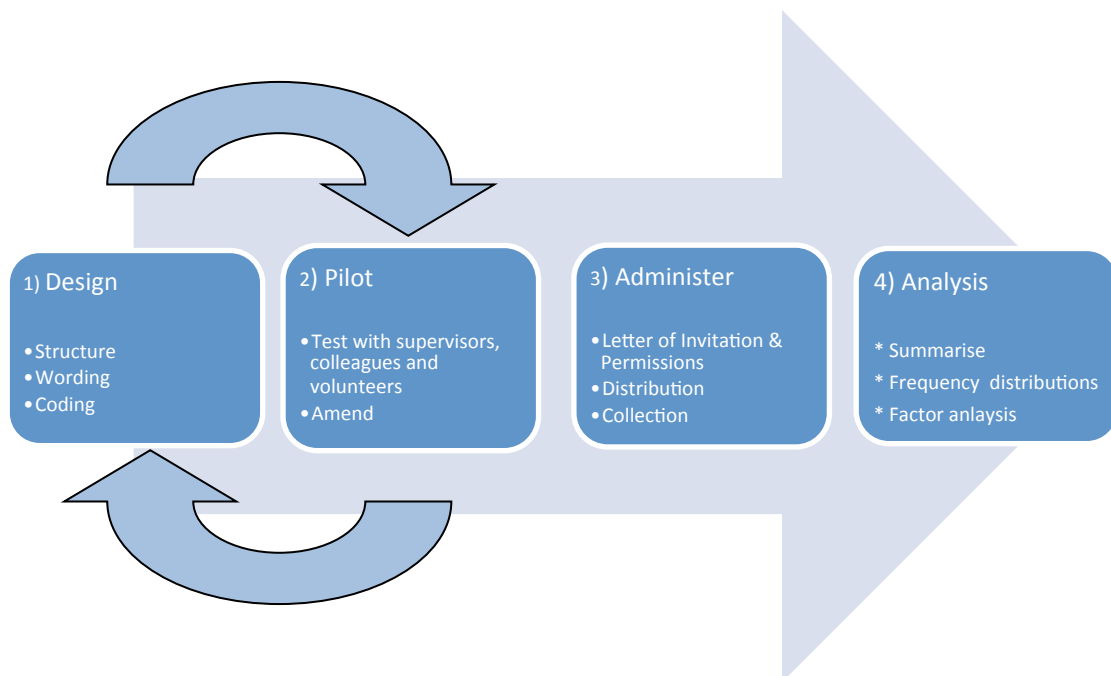 1) Design
•Structure
•Wording
•Coding
2) Pilot
•Test with supervisors,
colleagues and
volunteers
•Amend
3) Administer
•Letter of Invitation &
Permissions
•Distribution
•Collection
4) Analysis
* Summarise
* Frequency distributions
* Factor anlaysis